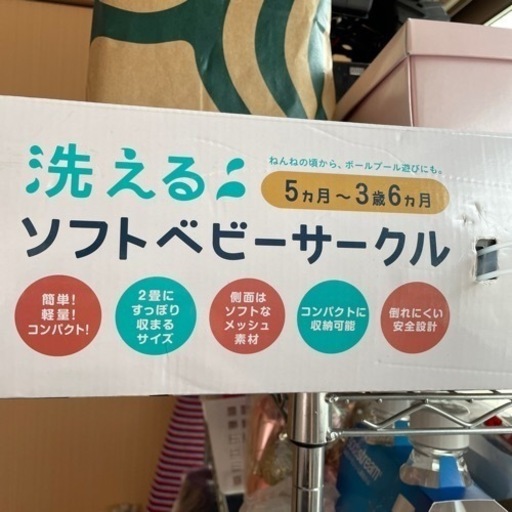 ねんねの頃から、ボールプール遊びにも。
洗える
5カ月～3歳6カ月
ソフトベビーサークル
簡単!
軽量!
コンパクト!
2畳に
すっぽり
収まる
サイズ
側面は
ソフトな
メッシュ
素材
コンパクトに
収納可能
倒れにくい
安全設計